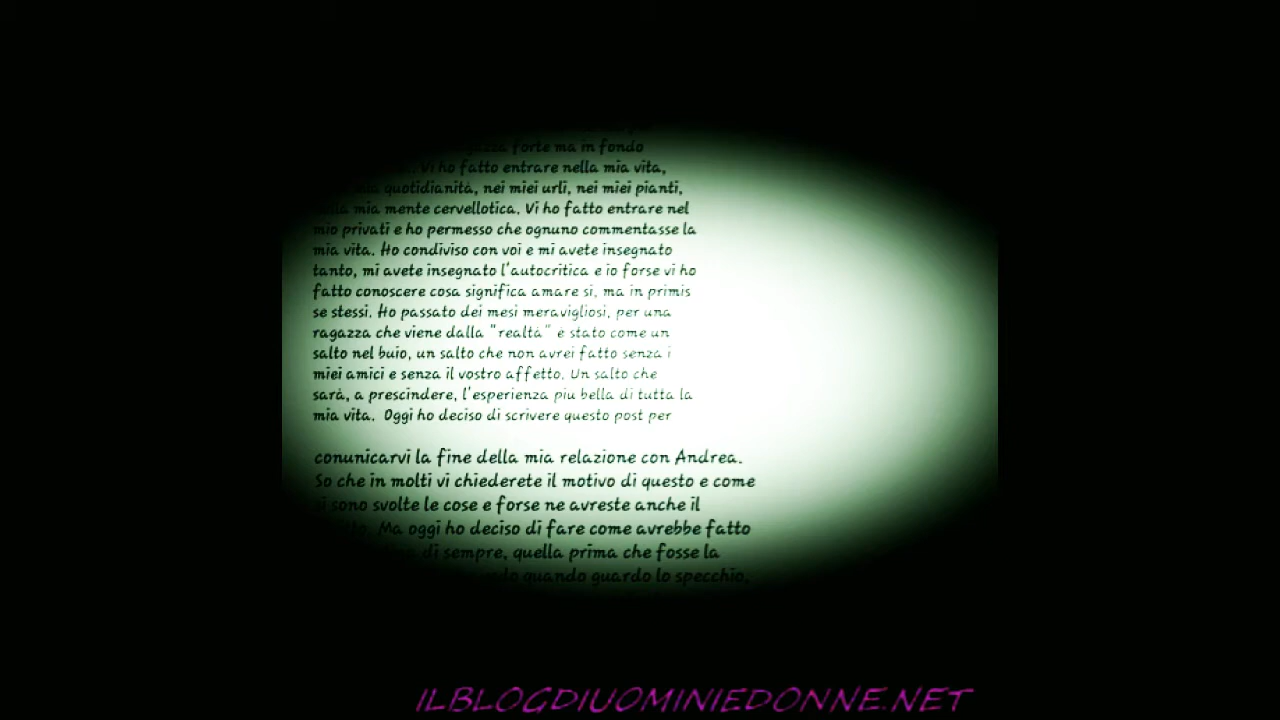 forte ma in fondo
Vi ho fatto entrare nella mia vita,
mia quotidianità, nei miei urli, nei miei pianti,
mia mente cervellotica. Vi ho fatto entrare nel
mio privati e ho permesso che ognuno commentasse la
mia vita. Ho condiviso con voi e mi avete insegnato
tanto, mi avete insegnato l'autocritica e io forse vi ho
fatto conoscere cosa significa amare si, ma in primis
se stessi. Ho passato dei mesi meravigliosi, per una
ragazza che viene dalla "realtà" è stato come un
salto nel buio, un salto che non avrei fatto senza i
miei amici e senza il vostro affetto. Un salto che
sarà, a prescindere, l'esperienza piu bella di tutta la
mia vita. Oggi ho deciso di scrivere questo post per
conunicarvi la fine della mia relazione con Andrea.
So che in molti vi chiederete il motivo di questo e come
si sono svolte le cose e forse ne avreste anche il
Ma oggi ho deciso di fare come avrebbe fatto
di sempre, quella prima che fosse la
quando guardo lo specchio,
ILBLOGDIUOMINIEDONNE.NET